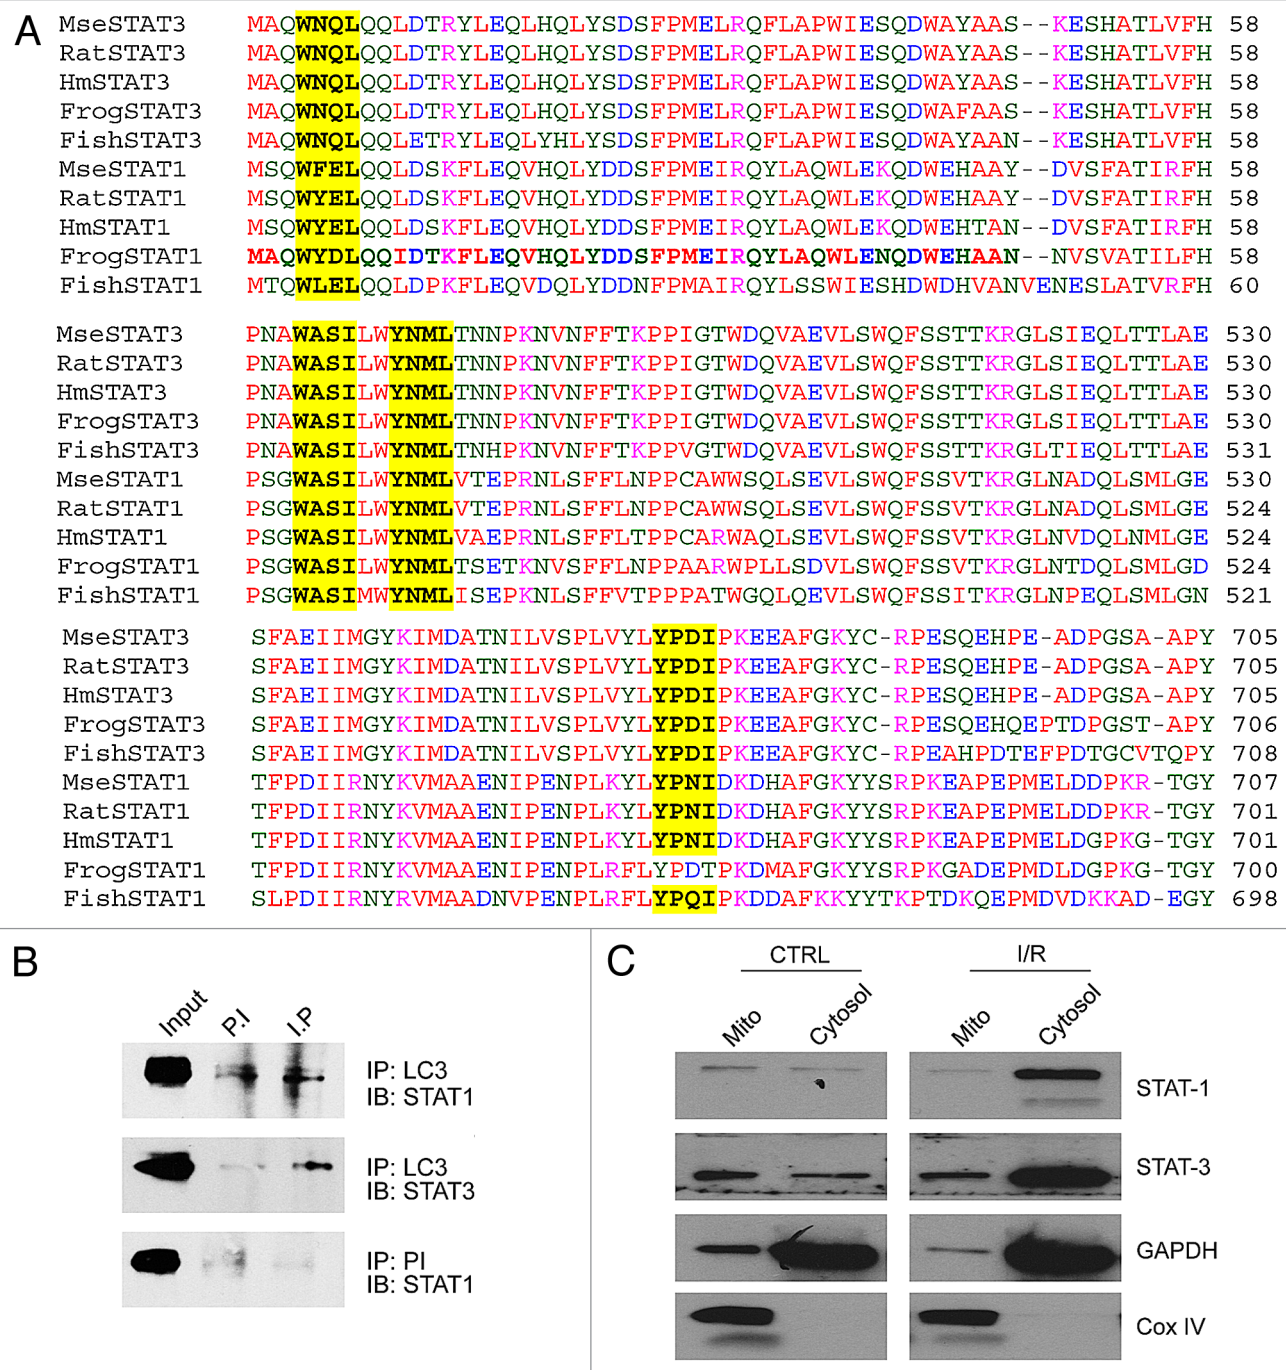 A
MseSTAT3 MAQWNQLQQLDTRYLEQLHQLYSDSFPMELRQFLAPWIESQDWAYAAS--KESHATLVFH 58
RatSTAT3 MAQWNQLQQLDTRYLEQLHQLYSDSFPMELRQFLAPWIESQDWAYAAS--KESHATLVFH 58
HmSTAT3 MAQWNQLQQLDTRYLEQLHQLYSDSFPMELRQFLAPWIESQDWAYAAS--KESHATLVFH 58
FrogSTAT3 MAQWNQLQQLDTRYLEQLHQLYSDSFPMELRQFLAPWIESQDWAFAAS--KESHATLVFH 58
FishSTAT3 MAQWNQLQQLETRYLEQLYHLYSDSFPMELRQFLAPWIESQDWAYAAN--KESHATLVFH 58
MseSTAT1 MSQWFELQQLDSKFLEQVHQLYDDSFPMEIRQYLAQWLEKQDWEHAAY--DVSFATIRFH 58
RatSTAT1 MSQWYELQQLDSKFLEQVHQLYDDSFPMEIRQYLAQWLEKQDWEHAAY--DVSFATIRFH 58
HmSTAT1 MSQWYELQQLDSKFLEQVHQLYDDSFPMEIRQYLAQWLEKQDWEHTAN--DVSFATIRFH 58
FrogSTAT1 MAQWYDLQQIDTKFLEQVHQLYDDSFPMEIRQYLAQWLENQDWEHAAN--NVSVATILFH 58
FishSTAT1 MTQWLELQQLDPKFLEQVDQLYDDNFPMAIRQYLSSWIESHDWDHVANVENESLATVRFH 60
MseSTAT3 PNAWASILWYNMLTNNPKNVNFFTKPPIGTWDQVAEVLSWQFSSTTKRGLSIEQLTTLAE 530
RatSTAT3 PNAWASILWYNMLTNNPKNVNFFTKPPIGTWDQVAEVLSWQFSSTTKRGLSIEQLTTLAE 530
HmSTAT3 PNAWASILWYNMLTNNPKNVNFFTKPPIGTWDQVAEVLSWQFSSTTKRGLSIEQLTTLAE 530
FrogSTAT3 PNAWASILWYNMLTNNPKNVNFFTKPPIGTWDQVAEVLSWQFSSTTKRGLSIEQLTTLAE 530
FishSTAT3 PNAWASILWYNMLTNHPKNVNFFTKPPVGTWDQVAEVLSWQFSSTTKRGLTIEQLTTLAE 531
MseSTAT1 PSGWASILWYNMLVTEPRNLSFFLNPPCAWWSQLSEVLSWQFSSVTKRGLNADQLSMLGE 530
RatSTAT1 PSGWASILWYNMLVTEPRNLSFFLNPPCAWWSQLSEVLSWQFSSVTKRGLNVDQLSMLGE 524
HmSTAT1 PSGWASILWYNMLVAEPRNLSFFLTPPCARWAQLSEVLSWQFSSVTKRGLNVDQLNMLGE 524
FrogSTAT1 PSGWASILWYNMLTSETKNVSFFLNPPAARWPLLSDVLSWQFSSVTKRGLNTDQLSMLGD 524
FishSTAT1 PSGWASIMWYNMLISEPKNLSFFVTPPPATWGQLQEVLSWQFSSITKRGLNPEQLSMLGN 521
MseSTAT3 SFAEIIMGYKIMDATNILVSPLVYLYPDIPKEEAFGKYC-RPESQEHPE-ADPGSA-APY 705
RatSTAT3 SFAEIIMGYKIMDATNILVSPLVYLYPDIPKEEAFGKYC-RPESQEHPE-ADPGSA-APY 705
HmSTAT3 SFAEIIMGYKIMDATNILVSPLVYLYPDIPKEEAFGKYC-RPESQEHPE-ADPGSA-APY 705
FrogSTAT3 SFAEIIMGYKIMDATNILVSPLVYLYPDIPKEEAFGKYC-RPESQEHQEPTDPGST-APY 706
FishSTAT3 SFAEIIMGYKIMDATNILVSPLVYLYPDIPKEEAFGKYC-RPEAHPDTEFPDTGCVTQPY 708
MseSTAT1 TFPDIIRNYKVMAAENIPENPLKYLYPNIDKDHAFGKYYSRPKEAPEPMELDDPKR-TGY 707
RatSTAT1 TFPDIIRNYKVMAAENIPENPLKYLYPNIDKDHAFGKYYSRPKEAPEPMELDDPKR-TGY 701
HmSTAT1 TFPDIIRNYKVMAAENIPENPLKYLYPNIDKDHAFGKYYSRPKEAPEPMELDGPKG-TGY 701
FrogSTAT1 TFPDIIRNYKVMAAENIPENPLRFLYPDTPKDMAFGKYYSRPKGADEPMDLDGPKG-TGY 700
FishSTAT1 SLPDIIRNYRVMAADNVPENPLRFLYPQIPKDDAFKKYYTKPTDKQEPMDVDKKAD-EGY 698
B
Input P.I I.P
IP: LC3
IB: STAT1
IP: LC3
IB: STAT3
IP: PI
IB: STAT1
C
CTRL I/R
Mito Cytosol Mito Cytosol
STAT-1
STAT-3
GAPDH
Cox IV